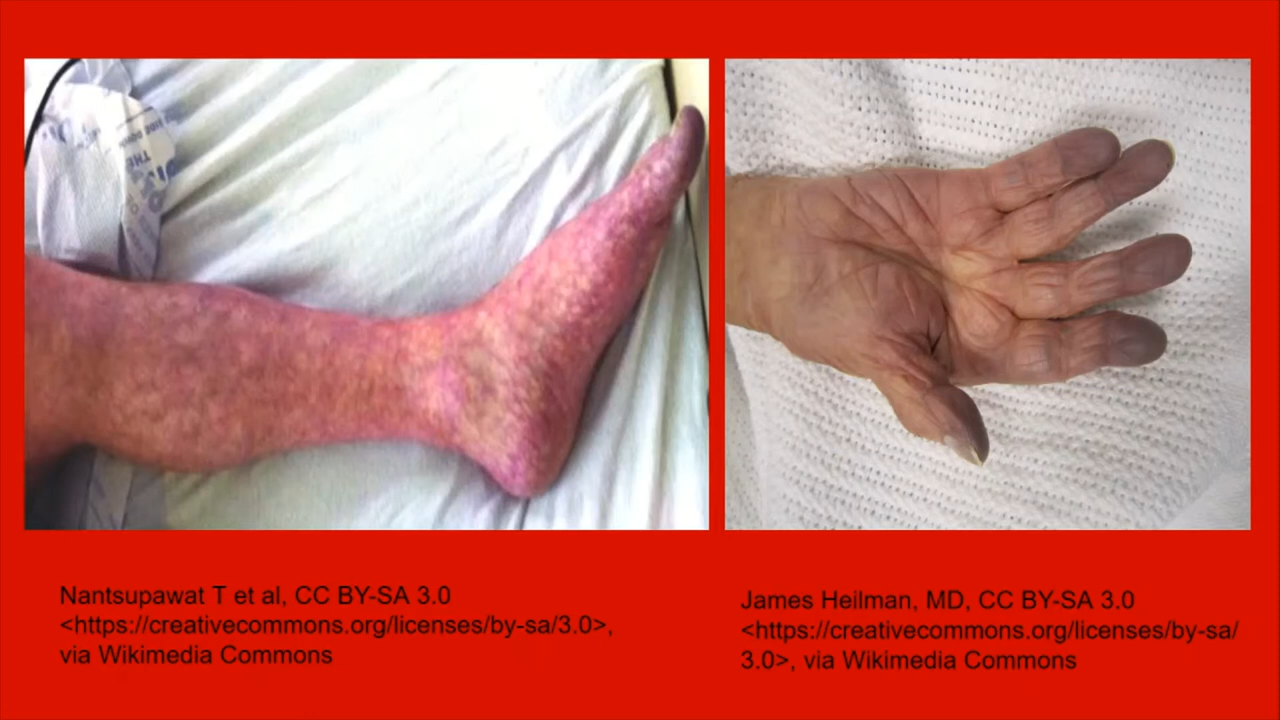 Nantsupawat T et al, CC BY-SA 3.0
<https://creativecommons.org/licenses/by-sa/3.0>,
via Wikimedia Commons
James Heilman, MD, CC BY-SA 3.0
<https://creativecommons.org/licenses/by-sa/
3.0>, via Wikimedia Commons